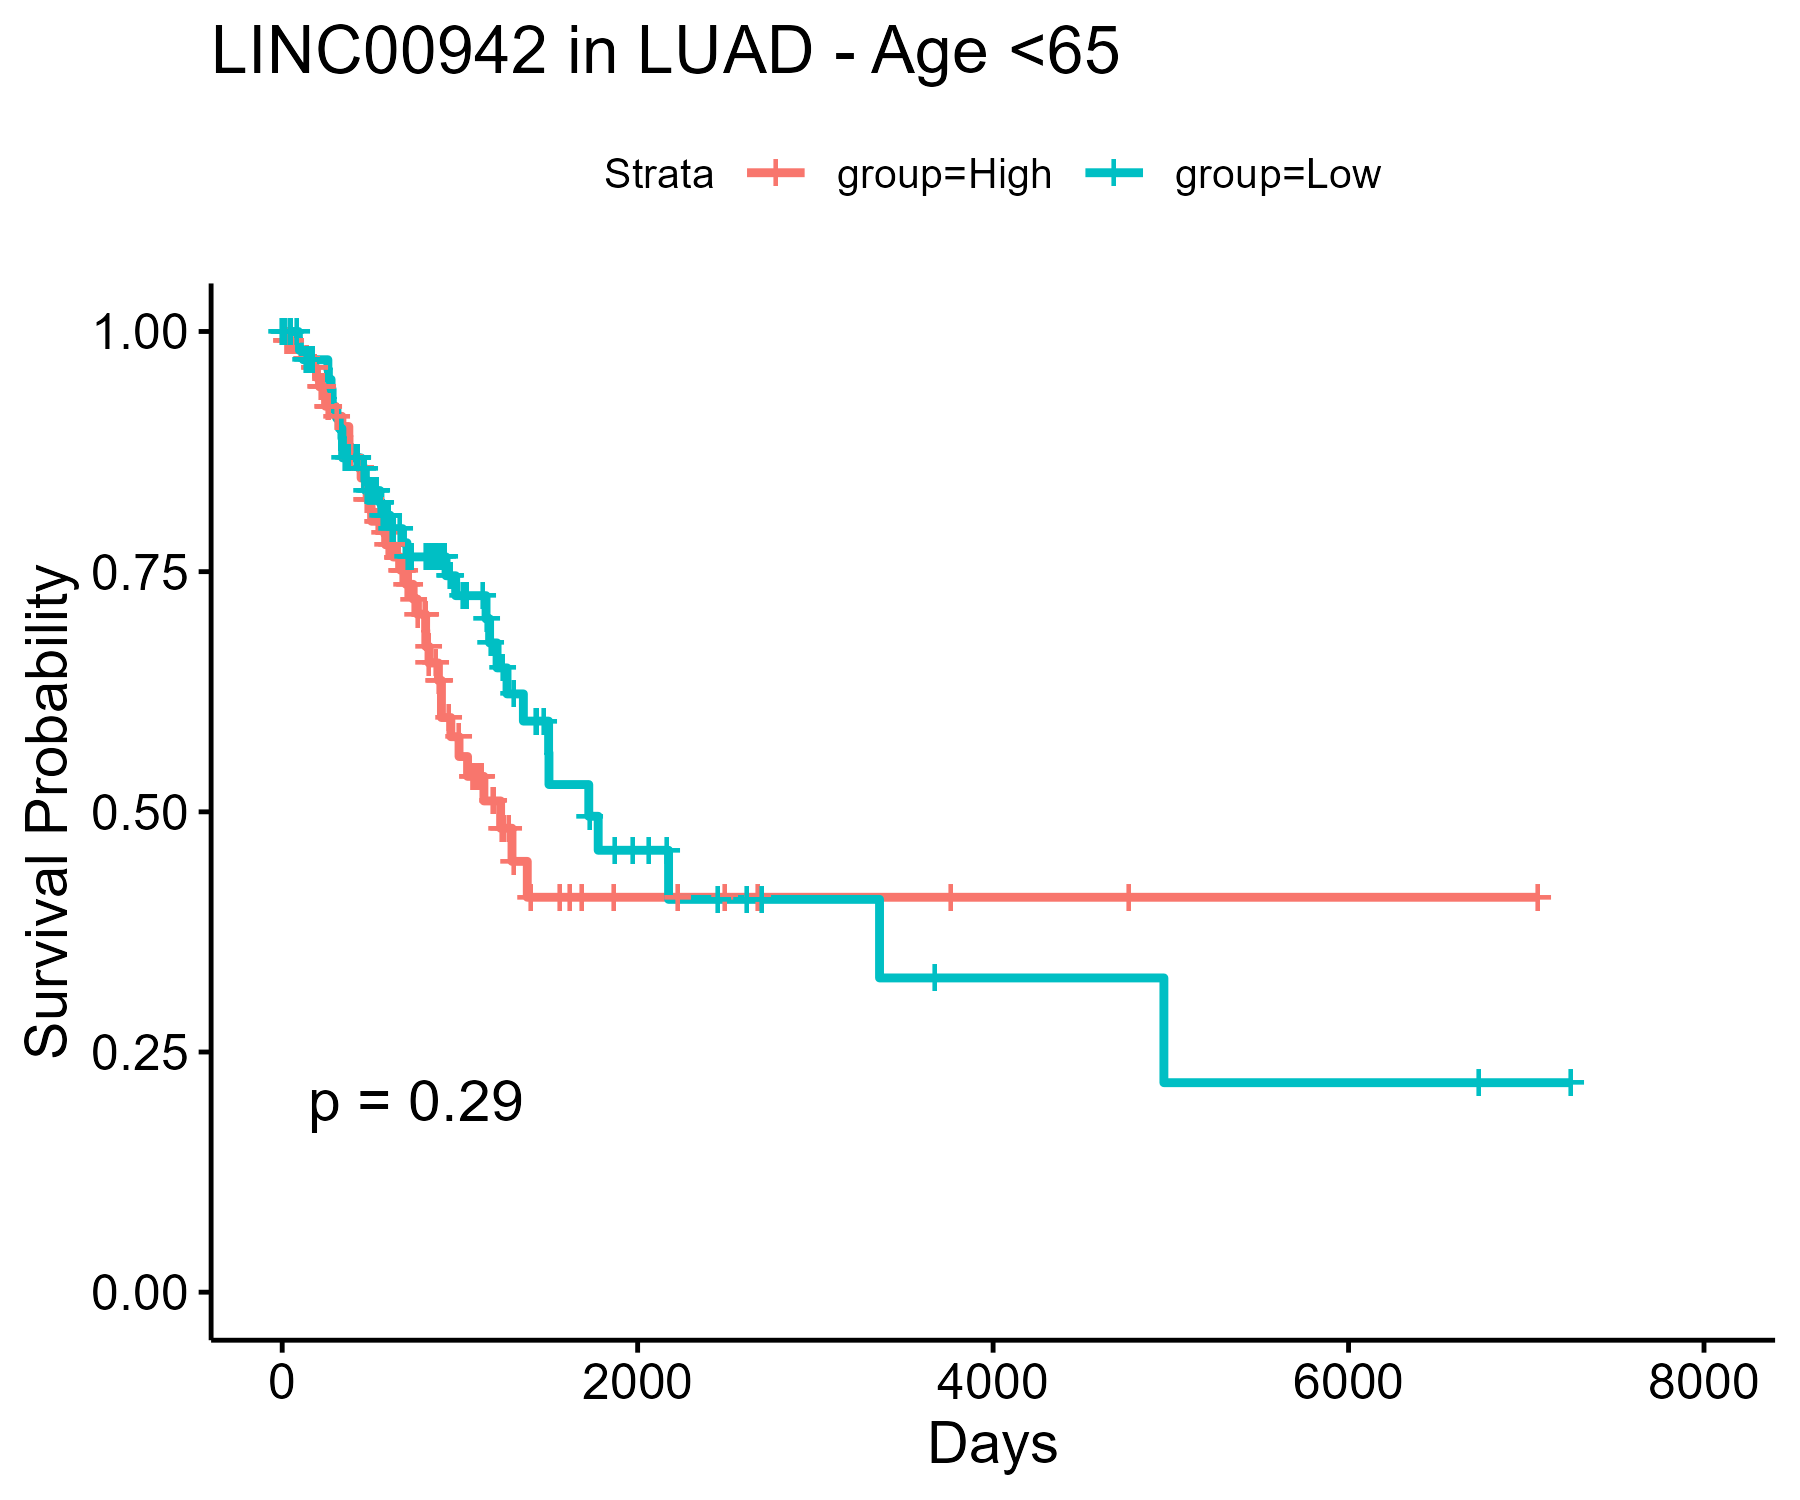 LINC00942 in LUAD - Age <65
Strata group=High group=Low
1.00
0.75
0.50
0.25
0.00
Survival Probability
p = 0.29
0 2000 4000 6000 8000
Days